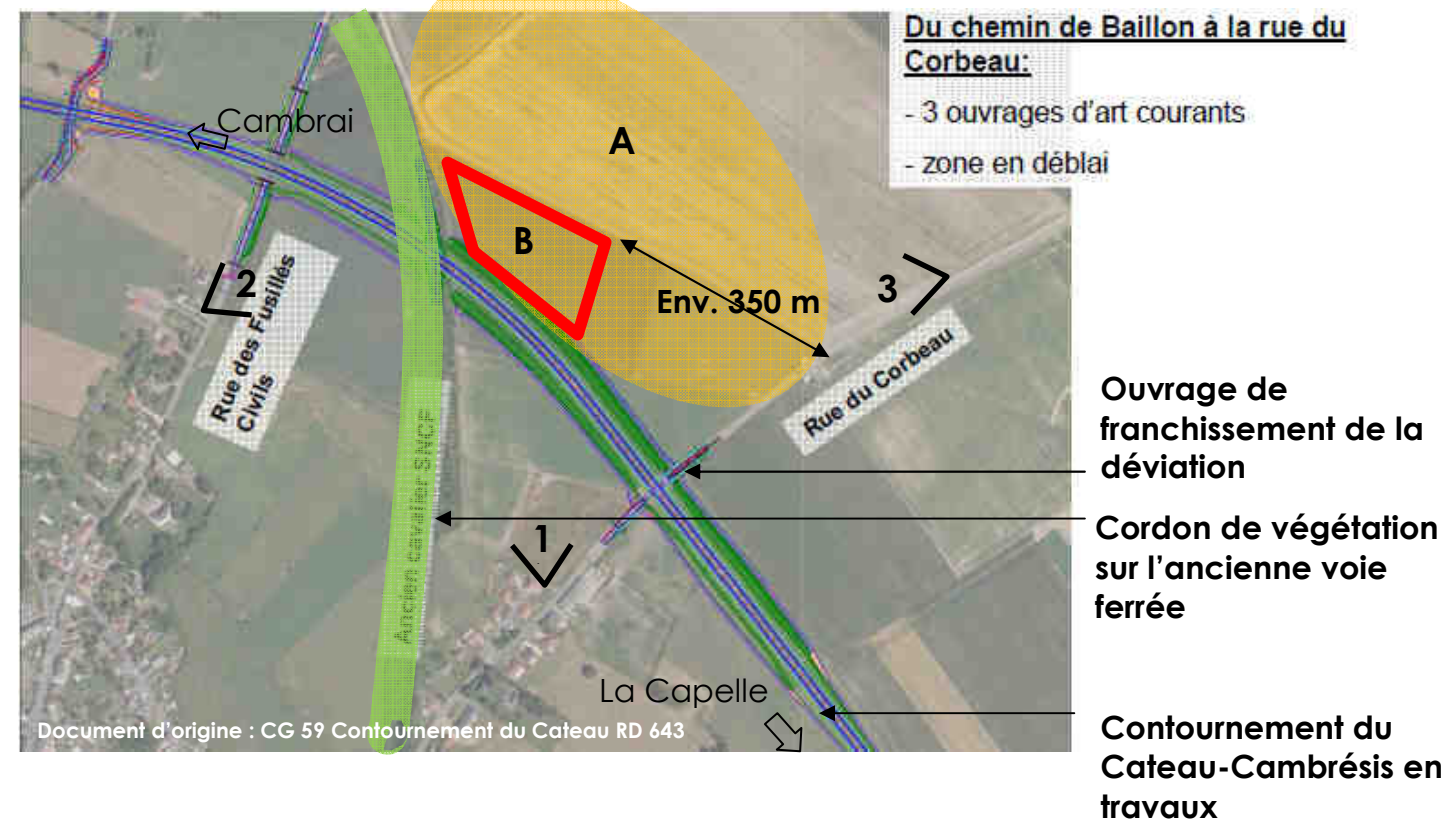 Du chemin de Baillon à la rue du
Corbeau:
- 3 ouvrages d'art courants
- zone en déblai
Cambrai
A
B
Env. 350 m
2
3
1
Rue des Fusillés
Civils
Rue du Corbeau
Ancien cavalier SNCF
La Capelle
Ouvrage de
franchissement de la
déviation
Cordon de végétation
sur l'ancienne voie
ferrée
Contournement du
Cateau-Cambrésis en
travaux
Document d'origine : CG 59 Contournement du Cateau RD 643